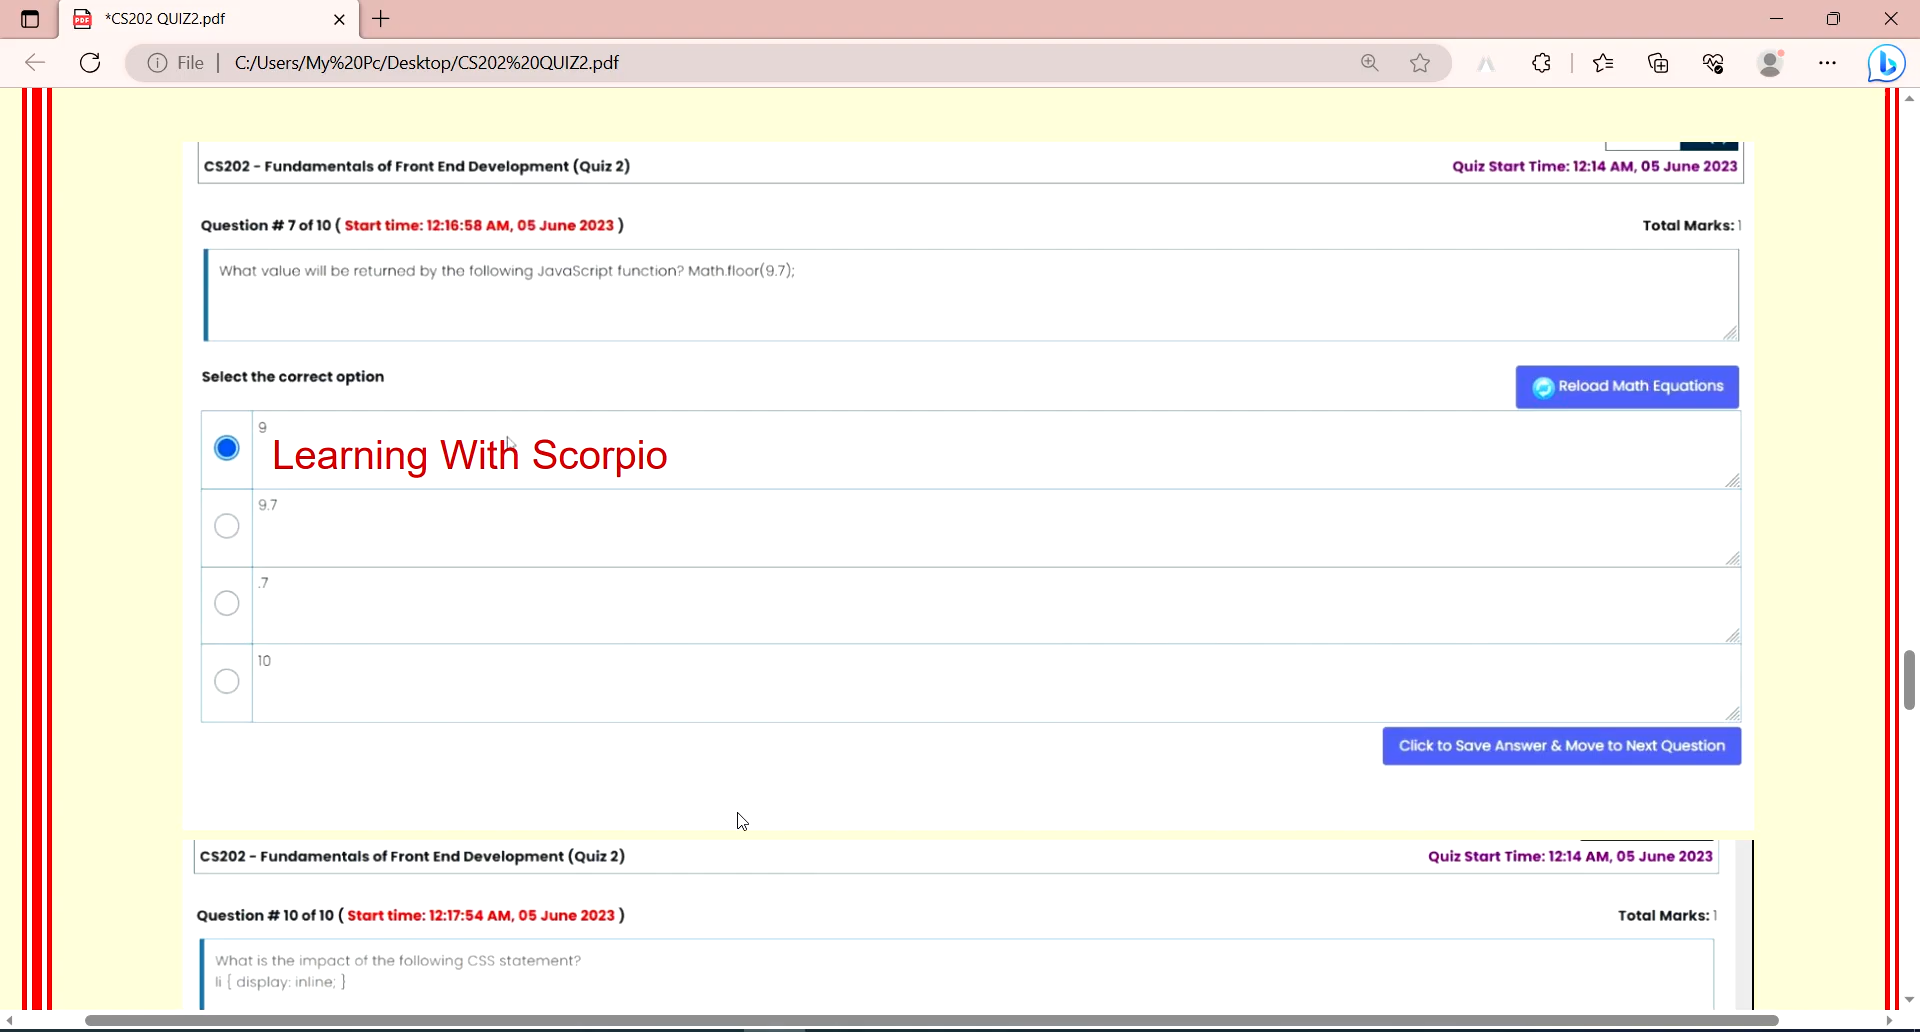 *CS202 QUIZ2.pdf
File | C:/Users/My%20Pc/Desktop/CS202%20QUIZ2.pdf
CS202 - Fundamentals of Front End Development (Quiz 2)
Quiz Start Time: 12:14 AM, 05 June 2023
Question # 7 of 10 ( Start time: 12:16:58 AM, 05 June 2023 )
Total Marks: 1
What value will be returned by the following JavaScript function? Math.floor(9.7);
Select the correct option
Reload Math Equations
9
Learning With Scorpio
9.7
.7
10
Click to Save Answer & Move to Next Question
CS202 - Fundamentals of Front End Development (Quiz 2)
Quiz Start Time: 12:14 AM, 05 June 2023
Question # 10 of 10 ( Start time: 12:17:54 AM, 05 June 2023 )
Total Marks: 1
What is the impact of the following CSS statement?
li { display: inline; }